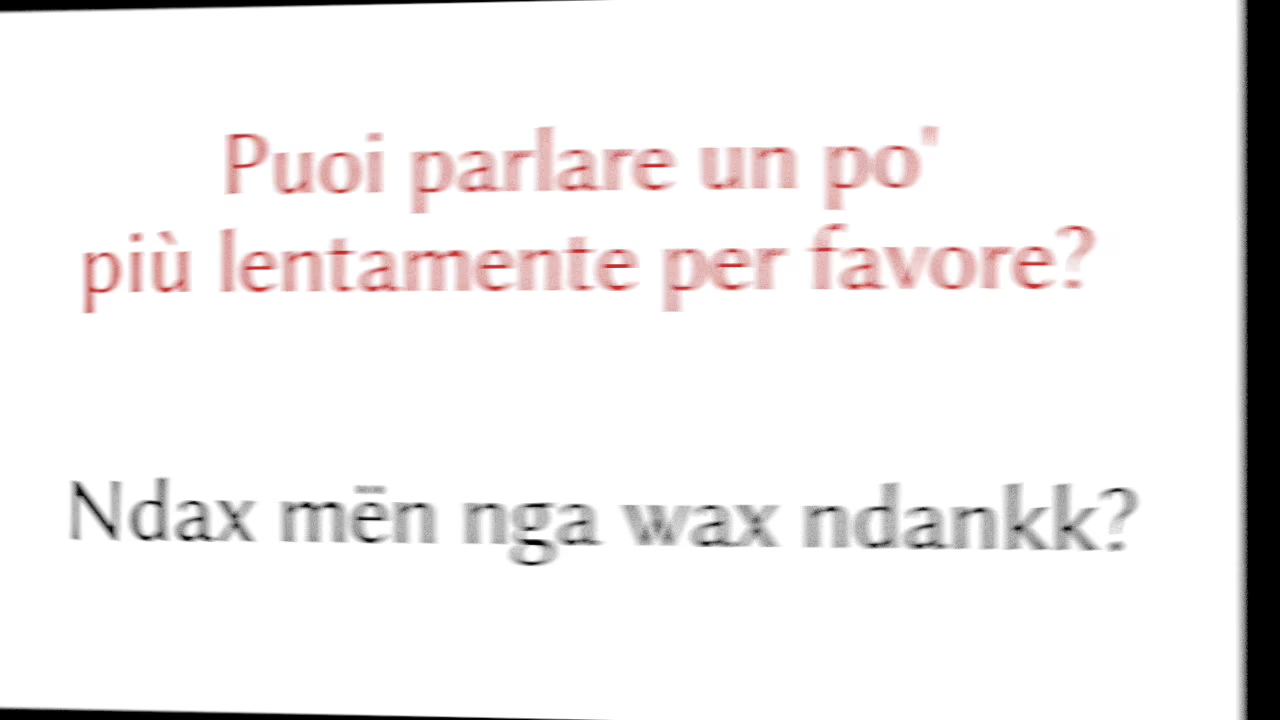 Puoi parlare un po'
più lentamente per favore?
Ndax mën nga wax ndankk?